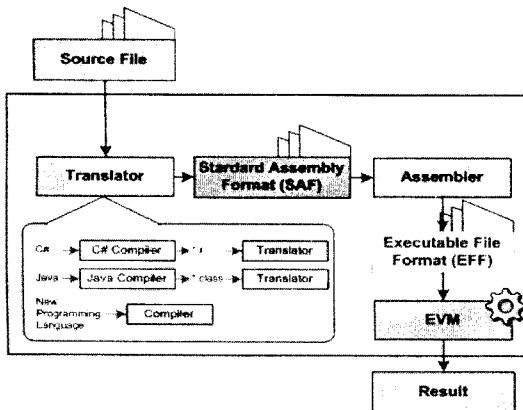 Source File
Translator
Standard Assembly
Format (SAF)
Assembler
Executable File
Format (EFF)
EVM
Result
C#
C# Compiler
Translator
Java
Java Compiler
*.class
Translator
New
Programming
Language
Compiler